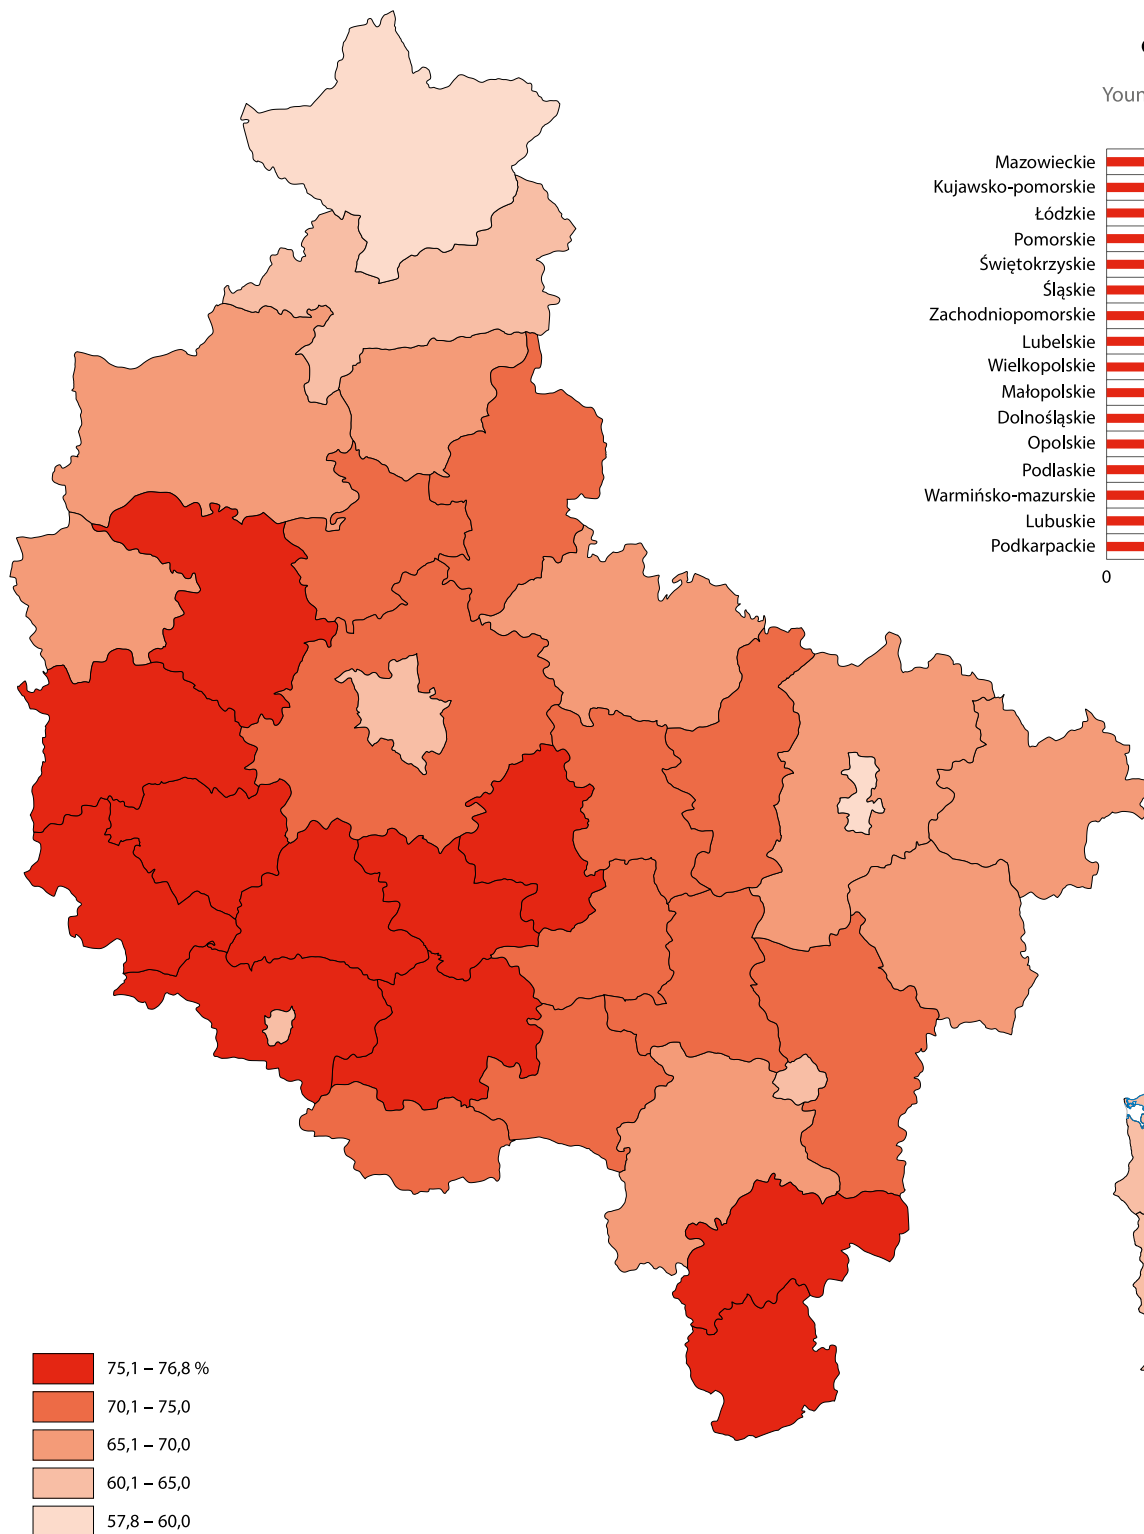 Youn
Mazowieckie
Kujawsko-pomorskie
Łódzkie
Pomorskie
Świętokrzyskie
Śląskie
Zachodniopomorskie
Lubelskie
Wielkopolskie
Małopolskie
Dolnośląskie
Opolskie
Podlaskie
Warmińsko-mazurskie
Lubuskie
Podkarpackie
0
75,1 – 76,8 %
70,1 – 75,0
65,1 – 70,0
60,1 – 65,0
57,8 – 60,0